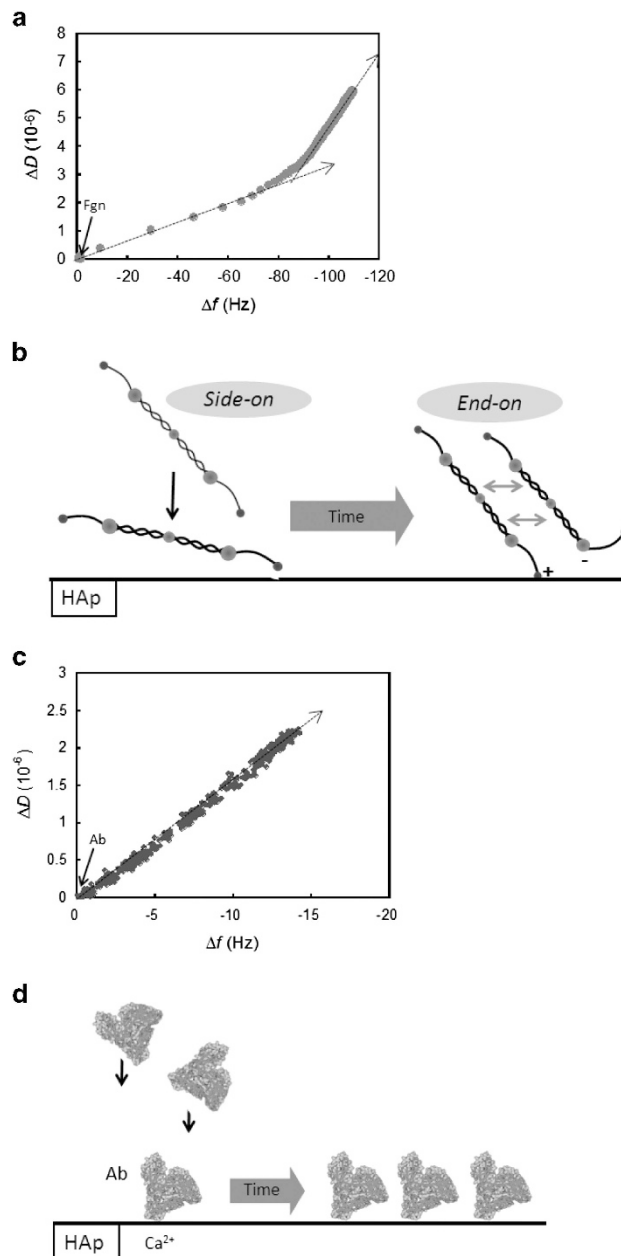 a
8
7
6
5
4
3
2
1
0
ΔD (10-6)
Fgn
0 -20 -40 -60 -80 -100 -120
Δf (Hz)
b
Side-on
End-on
Time
+ -
HAp
c
3
2.5
2
1.5
1
0.5
0
ΔD (10-6)
Ab
0 -5 -10 -15 -20
Δf (Hz)
d
Ab
Time
HAp Ca2+